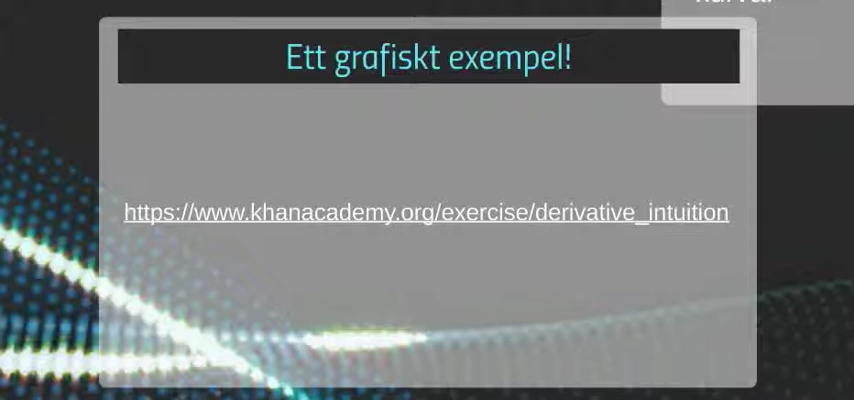 Ett grafiskt exempel!
https://www.khanacademy.org/exercise/derivative_intuition